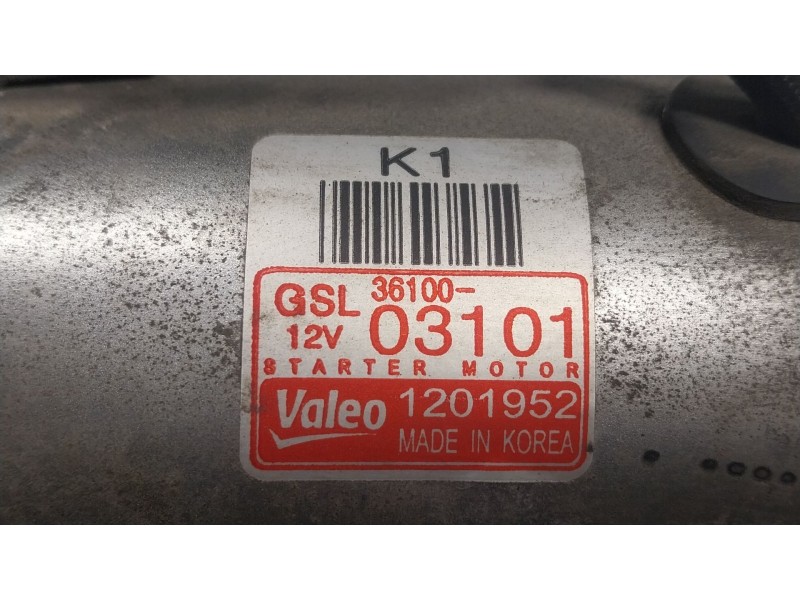 K1
GSL 36100-
12V 03101
STARTER MOTOR
Valeo 1201952
MADE IN KOREA